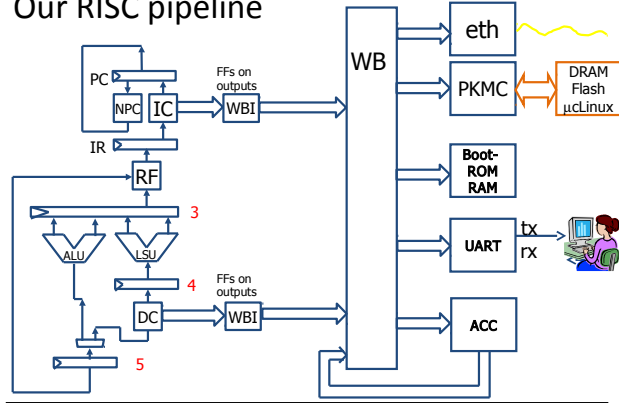 Our RISC pipeline
PC
NPC
IC
FFs on
outputs
WBI
IR
RF
3
ALU
LSU
4
DC
FFs on
outputs
WBI
5
WB
eth
PKMC
DRAM
Flash
µcLinux
Boot-
ROM
RAM
UART
tx
rx
ACC